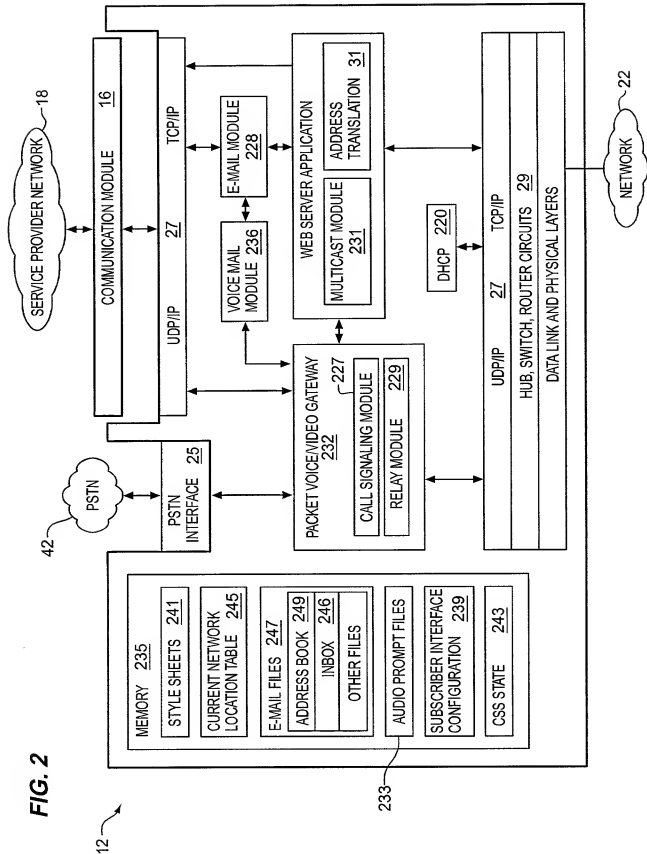 FIG. 2
12
SERVICE PROVIDER NETWORK
18
PSTN
42
COMMUNICATION MODULE 16
PSTN
INTERFACE 25
UDP/IP 27 TCP/IP
MEMORY 235
STYLE SHEETS 241
CURRENT NETWORK
LOCATION TABLE 245
E-MAIL FILES 247
ADDRESS BOOK 249
INBOX 246
OTHER FILES
AUDIO PROMPT FILES
233
SUBSCRIBER INTERFACE
CONFIGURATION 239
CSS STATE 243
VOICE MAIL
MODULE 236
E-MAIL MODULE
228
PACKET VOICE/VIDEO GATEWAY
232
227
CALL SIGNALING MODULE
RELAY MODULE 229
WEB SERVER APPLICATION
MULTICAST MODULE
231
ADDRESS
TRANSLATION 31
DHCP 220
UDP/IP 27 TCP/IP
HUB, SWITCH, ROUTER CIRCUITS 29
DATA LINK AND PHYSICAL LAYERS
NETWORK
22